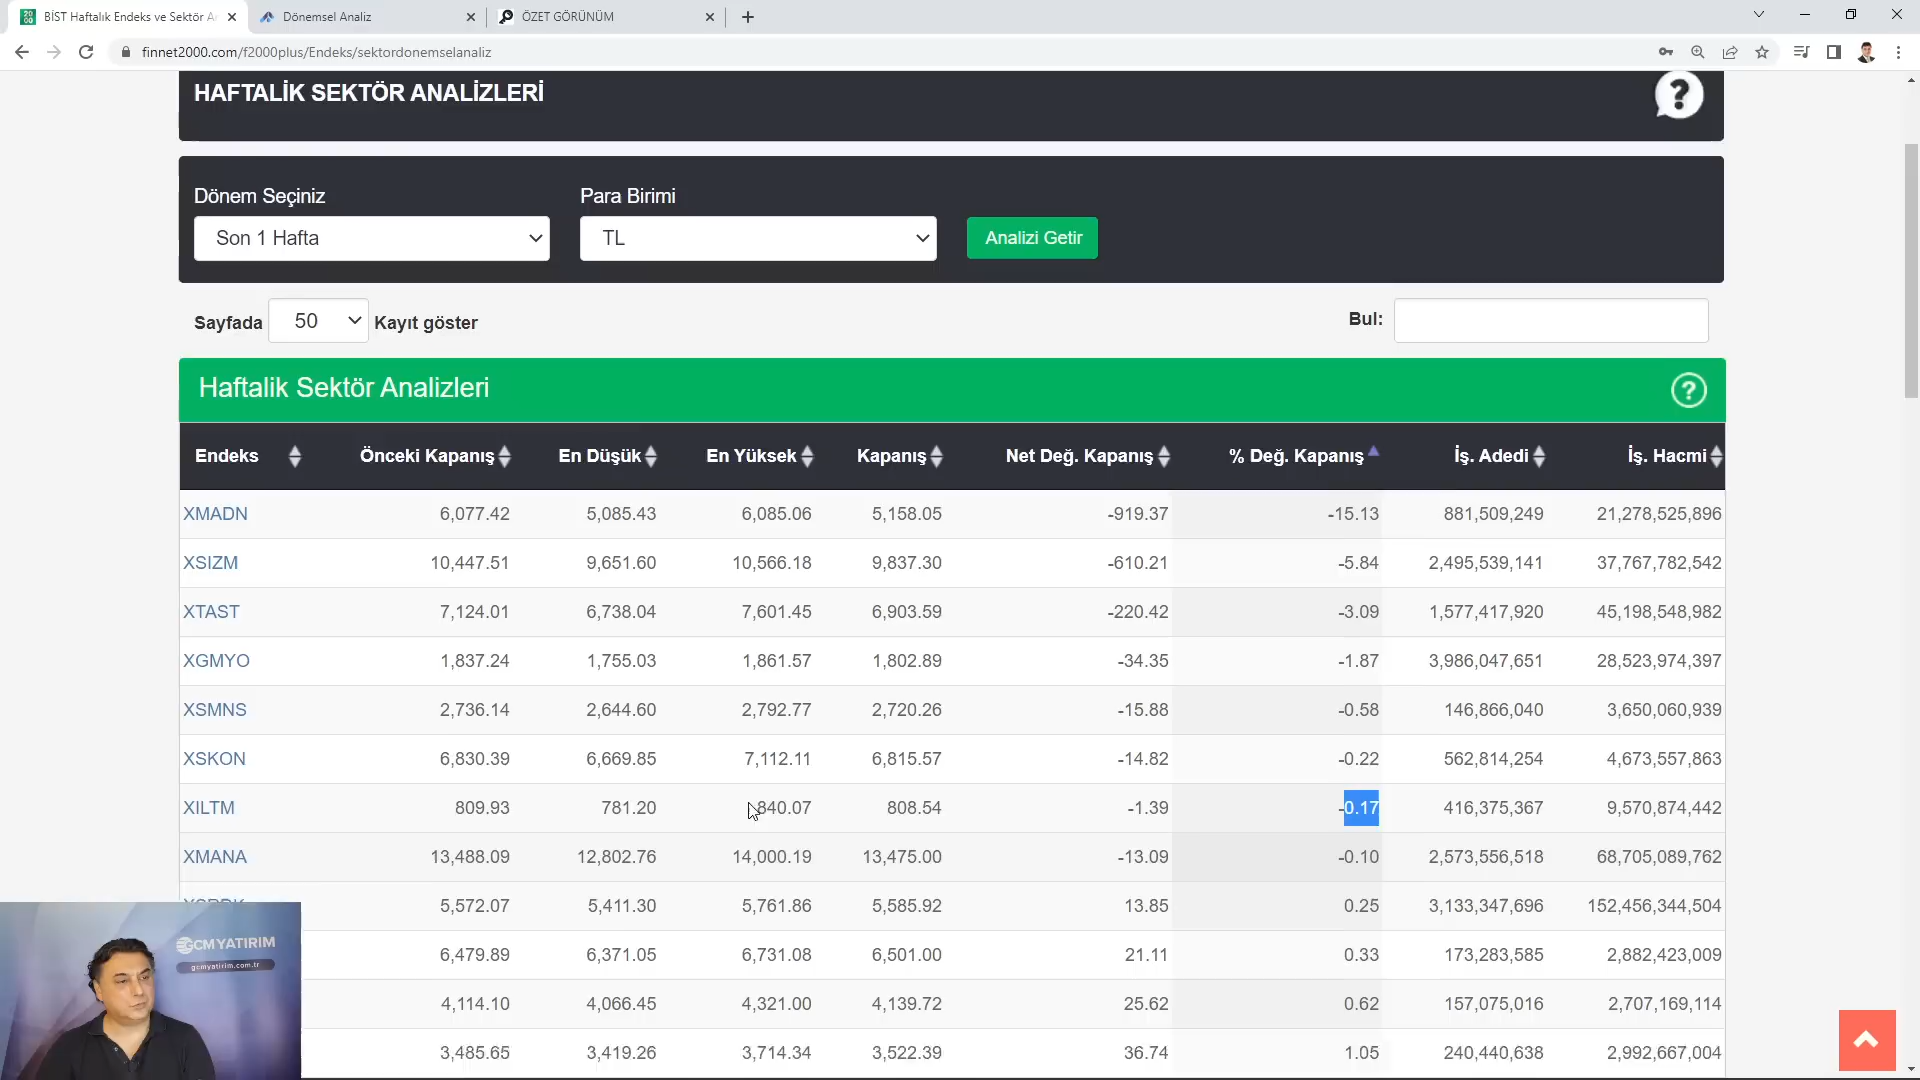 BİST Haftalık Endeks ve Sektör Ar
Dönemsel Analiz
ÖZET GÖRÜNÜM
finnet2000.com/f2000plus/Endeks/sektordonemselanaliz
HAFTALİK SEKTÖR ANALİZLERİ
Dönem Seçiniz
Para Birimi
Son 1 Hafta
TL
Analizi Getir
Sayfada 50 Kayıt göster
Bul:
Haftalik Sektör Analizleri
Endeks Önceki Kapanış En Düşük En Yüksek Kapanış Net Değ. Kapanış % Değ. Kapanış İş. Adedi İş. Hacmi
XMADN 6,077.42 5,085.43 6,085.06 5,158.05 -919.37 -15.13 881,509,249 21,278,525,896
XSIZM 10,447.51 9,651.60 10,566.18 9,837.30 -610.21 -5.84 2,495,539,141 37,767,782,542
XTAST 7,124.01 6,738.04 7,601.45 6,903.59 -220.42 -3.09 1,577,417,920 45,198,548,982
XGMYO 1,837.24 1,755.03 1,861.57 1,802.89 -34.35 -1.87 3,986,047,651 28,523,974,397
XSMNS 2,736.14 2,644.60 2,792.77 2,720.26 -15.88 -0.58 146,866,040 3,650,060,939
XSKON 6,830.39 6,669.85 7,112.11 6,815.57 -14.82 -0.22 562,814,254 4,673,557,863
XILTM 809.93 781.20 840.07 808.54 -1.39 -0.17 416,375,367 9,570,874,442
XMANA 13,488.09 12,802.76 14,000.19 13,475.00 -13.09 -0.10 2,573,556,518 68,705,089,762
5,572.07 5,411.30 5,761.86 5,585.92 13.85 0.25 3,133,347,696 152,456,344,504
6,479.89 6,371.05 6,731.08 6,501.00 21.11 0.33 173,283,585 2,882,423,009
4,114.10 4,066.45 4,321.00 4,139.72 25.62 0.62 157,075,016 2,707,169,114
3,485.65 3,419.26 3,714.34 3,522.39 36.74 1.05 240,440,638 2,992,667,004
GCM YATIRIM
gcmyatirim.com.tr